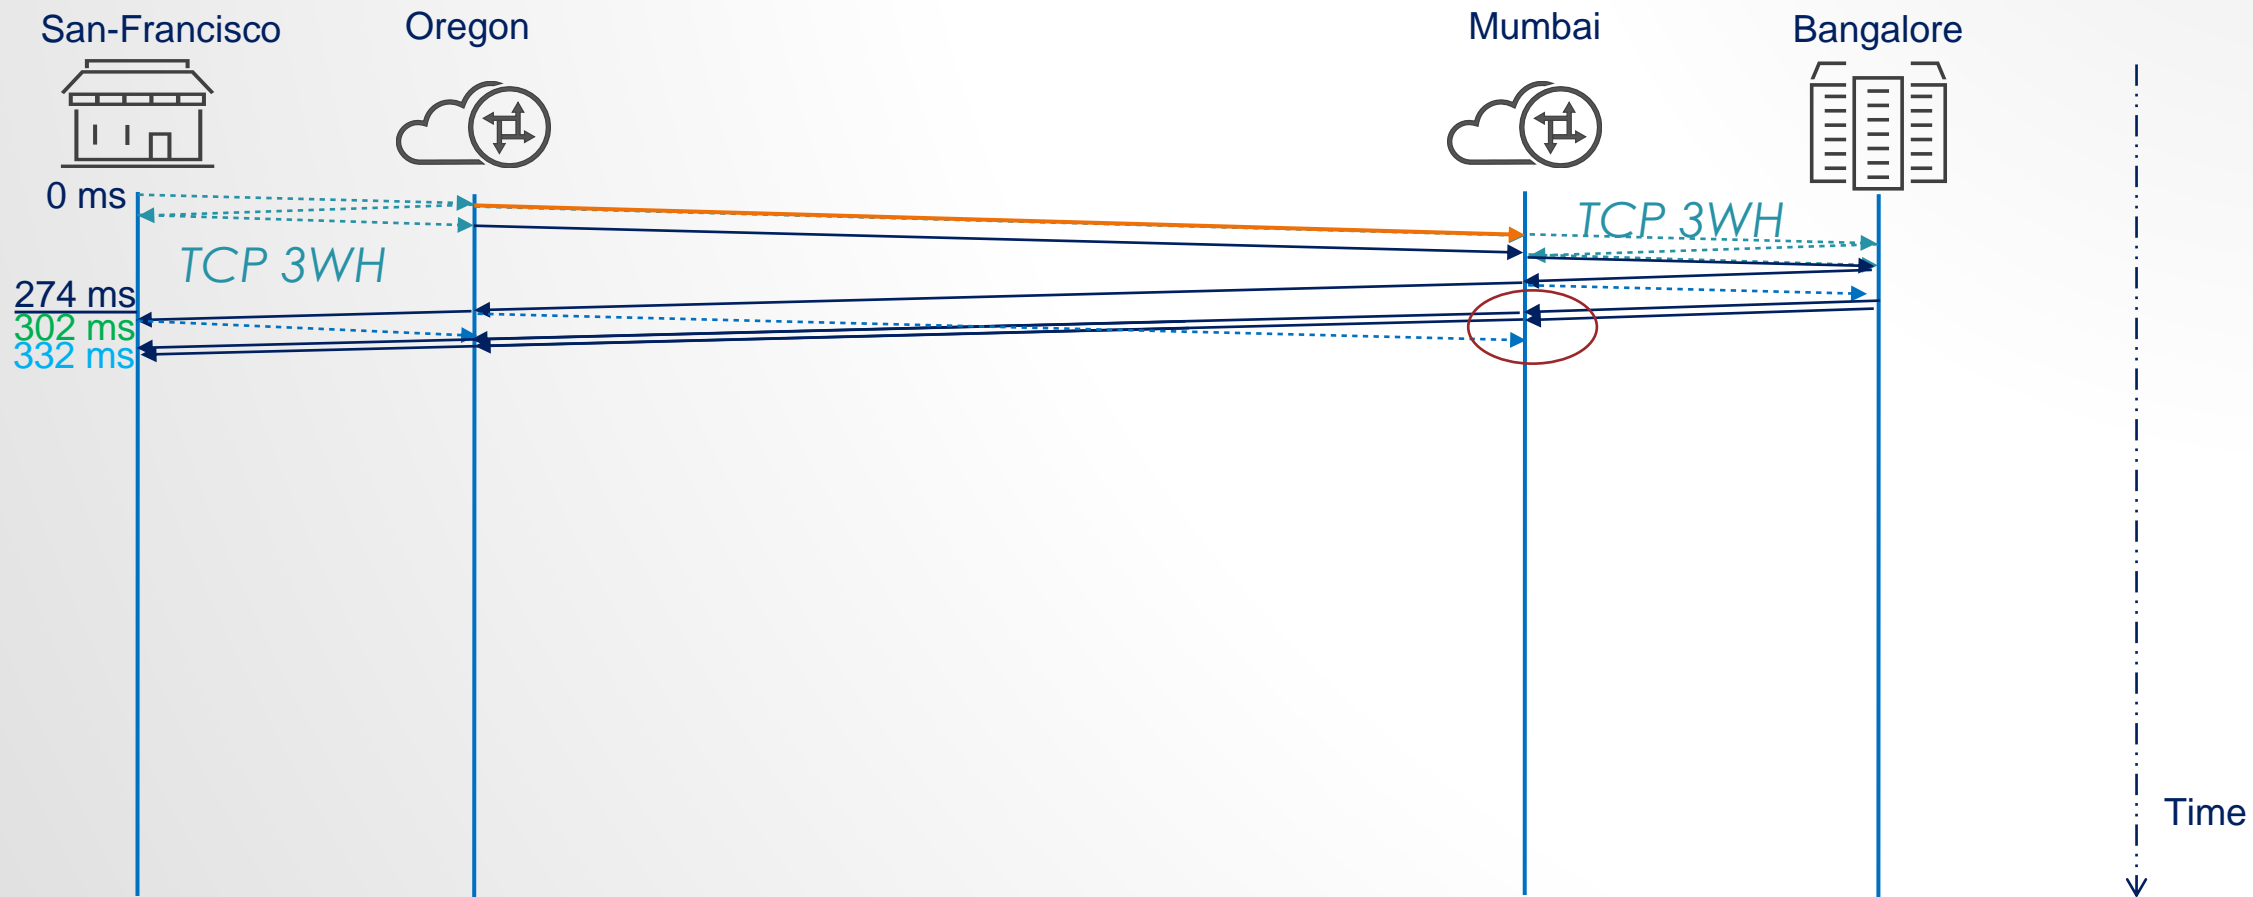 San-Francisco
Oregon
Mumbai
Bangalore
0 ms
TCP 3WH
TCP 3WH
274 ms
302 ms
332 ms
Time